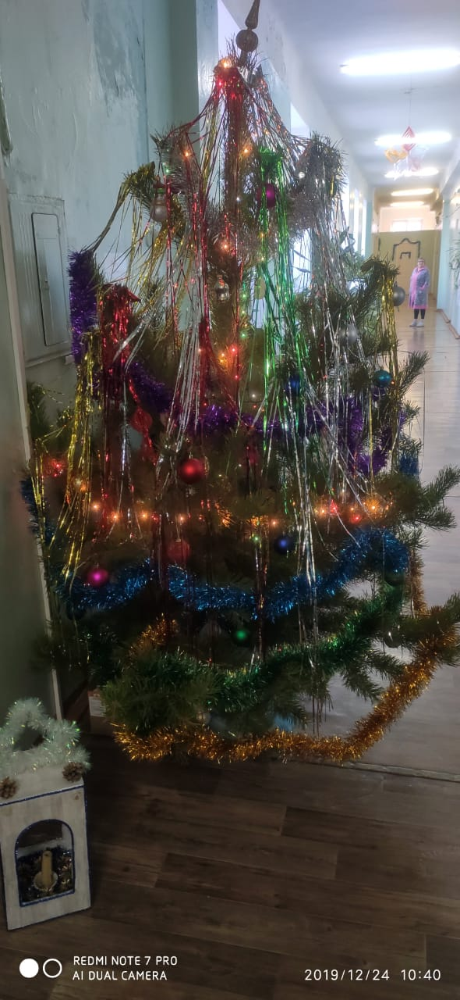 REDMI NOTE 7 PRO
AI DUAL CAMERA
2019/12/24 10:40